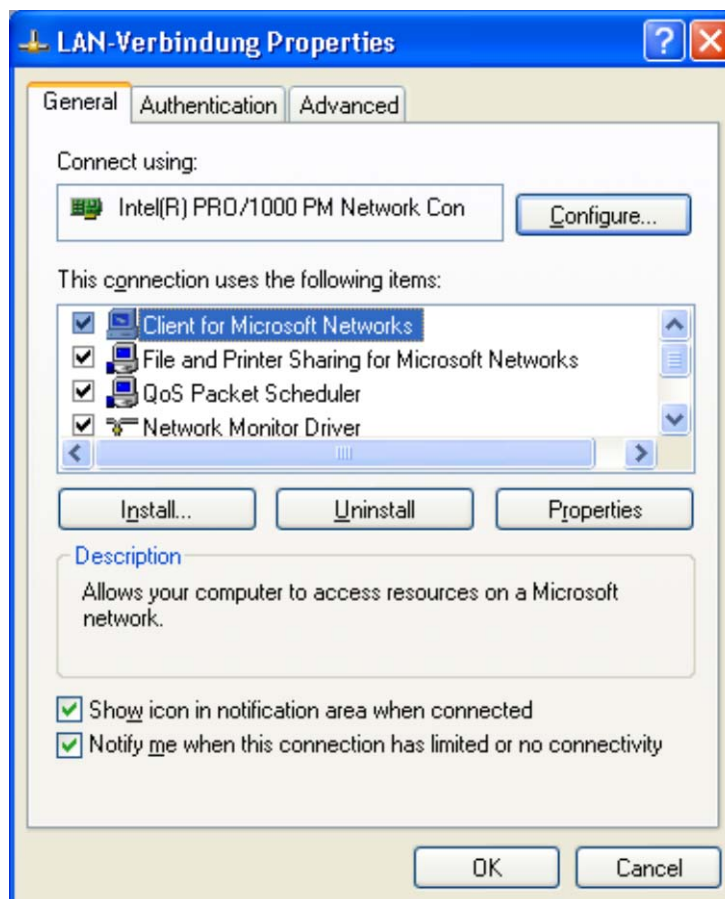 LAN-Verbindung Properties
General Authentication Advanced
Connect using:
Intel(R) PRO/1000 PM Network Con
Configure...
This connection uses the following items:
Client for Microsoft Networks
File and Printer Sharing for Microsoft Networks
QoS Packet Scheduler
Network Monitor Driver
Install... Uninstall Properties
Description
Allows your computer to access resources on a Microsoft
network.
Show icon in notification area when connected
Notify me when this connection has limited or no connectivity
OK Cancel